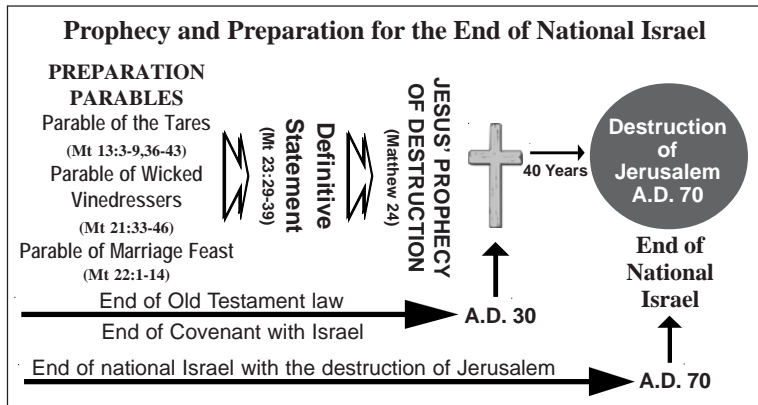 Prophecy and Preparation for the End of National Israel
PREPARATION
PARABLES
Parable of the Tares
(Mt 13:3-9,36-43)
Parable of Wicked
Vinedressers
(Mt 21:33-46)
Parable of Marriage Feast
(Mt 22:1-14)
Definitive
Statement
(Mt 23:29-39)
JESUS' PROPHECY
OF DESTRUCTION
(Matthew 24)
40 Years
Destruction
of
Jerusalem
A.D. 70
End of
National
Israel
End of Old Testament law
End of Covenant with Israel
A.D. 30
End of national Israel with the destruction of Jerusalem
A.D. 70